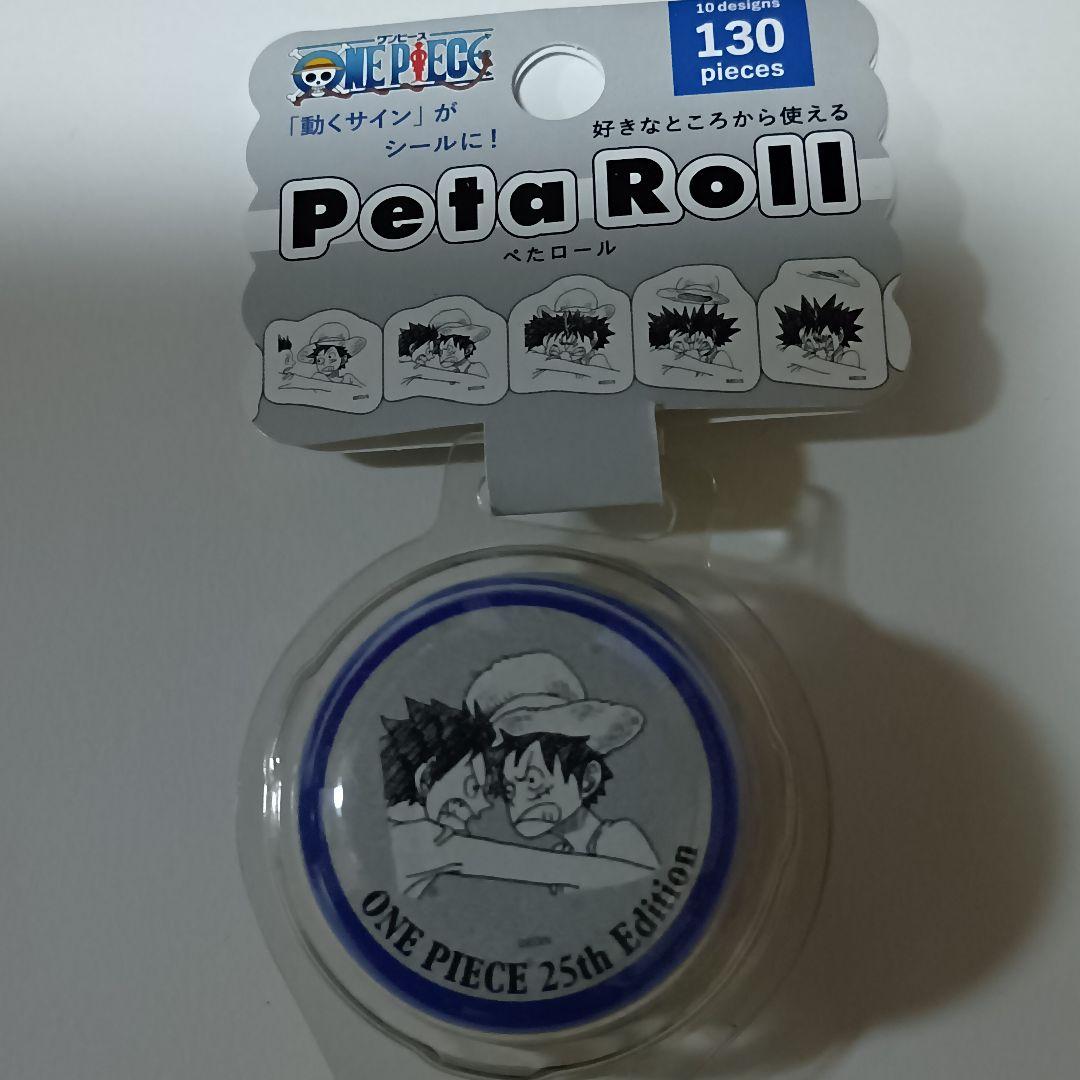 10 designs
130
pieces
ワンピース
ONE PIECE
「動くサイン」が
シールに!
好きなところから使える
Peta Roll
ぺたロール
ONE PIECE 25th Edition